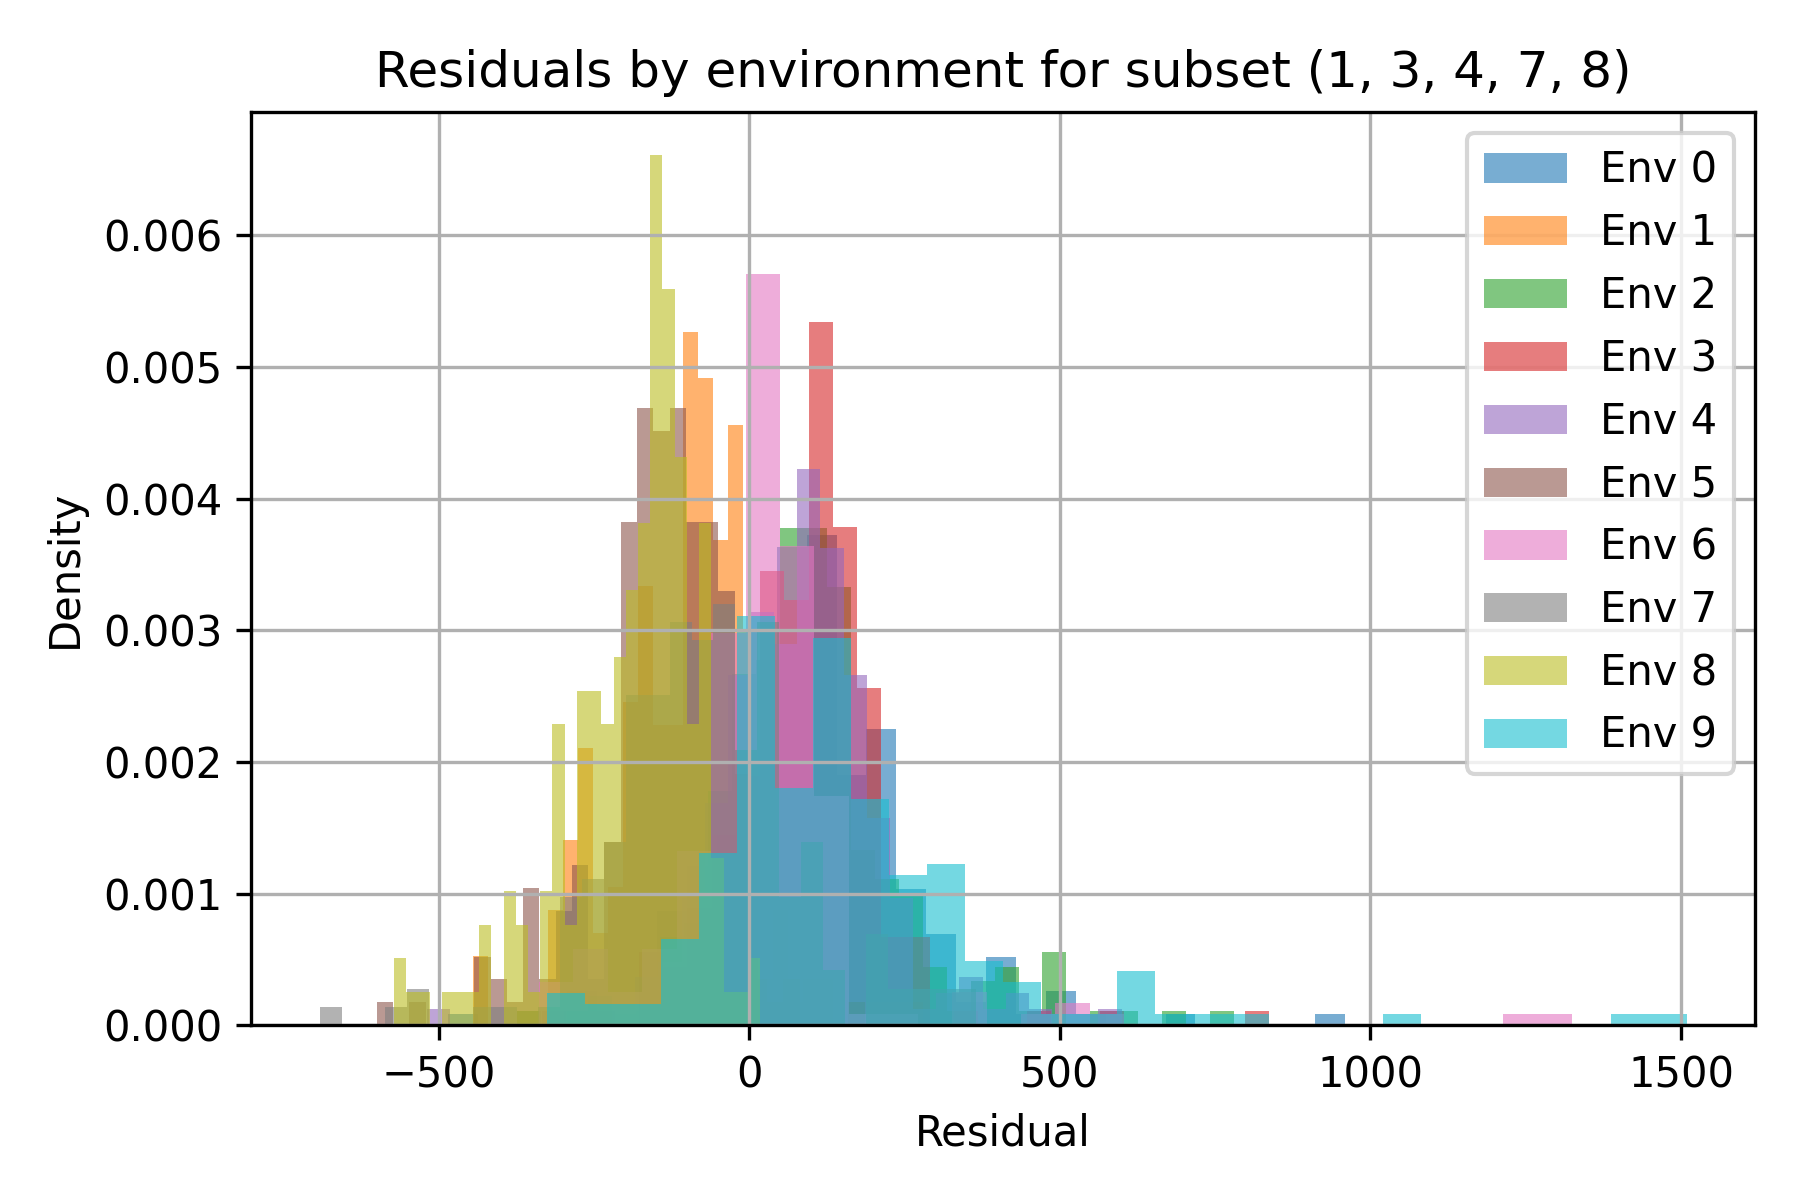 Residuals by environment for subset (1, 3, 4, 7, 8)
Env 0
Env 1
Env 2
Env 3
Env 4
Env 5
Env 6
Env 7
Env 8
Env 9
0.006
0.005
0.004
0.003
0.002
0.001
0.000
Density
−500
0
500
1000
1500
Residual